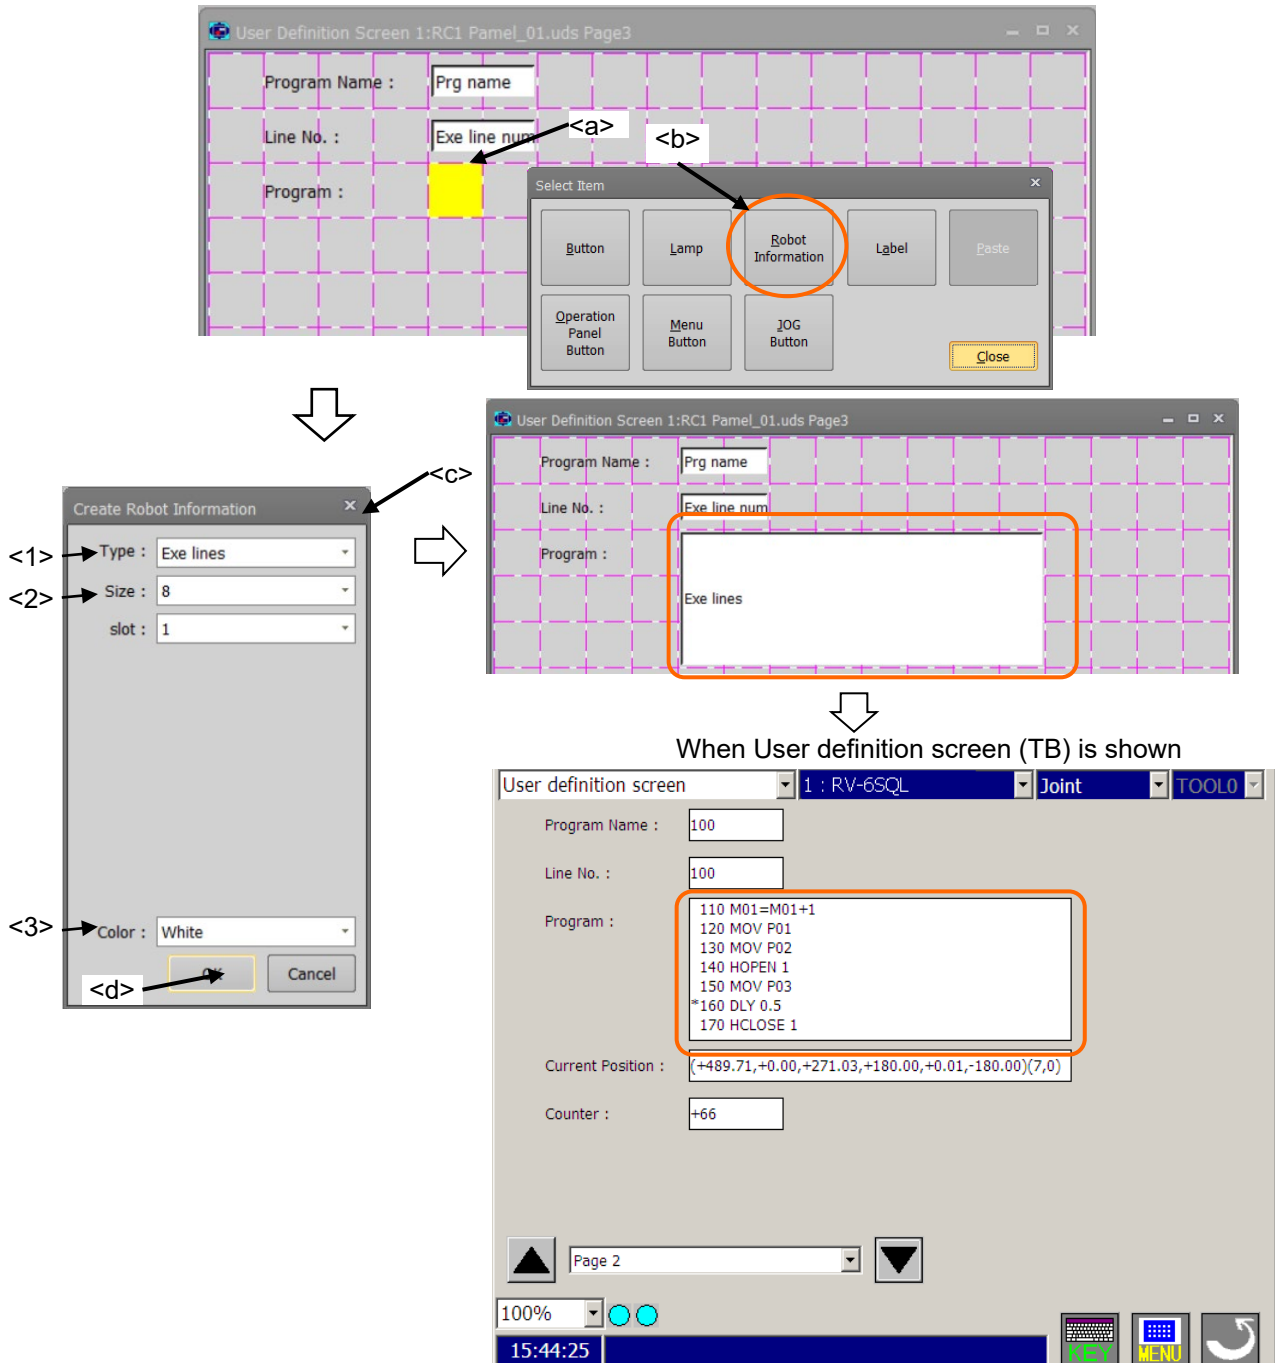 User Definition Screen 1:RC1 Pamel_01.uds Page3
Program Name :
Prg name
Line No. :
Exe line num
<a>
<b>
Program :
Select Item
Button
Lamp
Robot
Information
Label
Paste
Operation
Panel
Button
Menu
Button
JOG
Button
Close
User Definition Screen 1:RC1 Pamel_01.uds Page3
Program Name :
Prg name
Line No. :
Exe line num
Program :
Exe lines
<c>
Create Robot Information
<1>
Type :
Exe lines
<2>
Size :
8
slot :
1
<3>
Color :
White
<d>
OK
Cancel
When User definition screen (TB) is shown
User definition screen
1 : RV-6SQL
Joint
TOOL0
Program Name :
100
Line No. :
100
Program :
110 M01=M01+1
120 MOV P01
130 MOV P02
140 HOPEN 1
150 MOV P03
*160 DLY 0.5
170 HCLOSE 1
Current Position :
(+489.71,+0.00,+271.03,+180.00,+0.01,-180.00)(7,0)
Counter :
+66
Page 2
100%
15:44:25
KEY
MENU